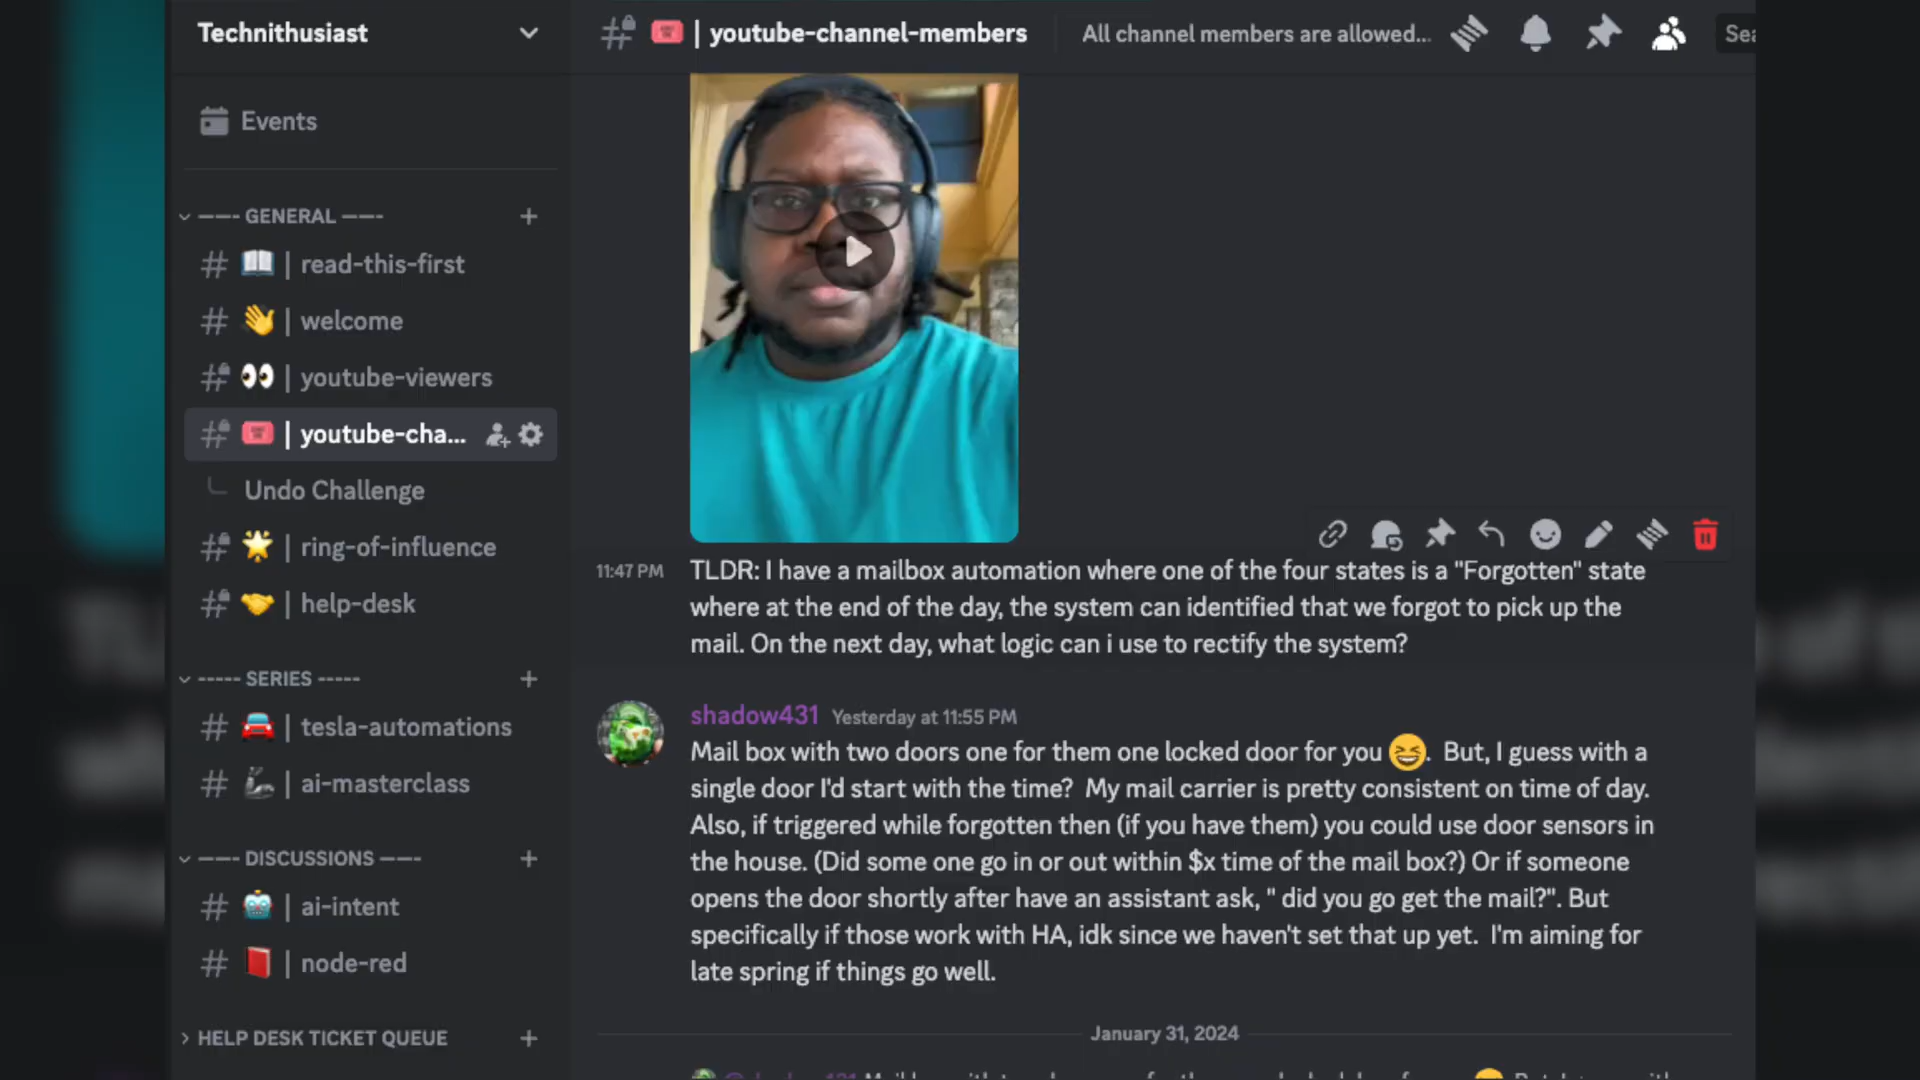 Technithusiast
| youtube-channel-members
All channel members are allowed...
Events
—–- GENERAL —–-
| read-this-first
| welcome
| youtube-viewers
| youtube-cha...
Undo Challenge
| ring-of-influence
| help-desk
----- SERIES -----
| tesla-automations
| ai-masterclass
—–- DISCUSSIONS —–-
| ai-intent
| node-red
HELP DESK TICKET QUEUE
11:47 PM
TLDR: I have a mailbox automation where one of the four states is a "Forgotten" state
where at the end of the day, the system can identified that we forgot to pick up the
mail. On the next day, what logic can i use to rectify the system?
shadow431 Yesterday at 11:55 PM
Mail box with two doors one for them one locked door for you 😆. But, I guess with a
single door I'd start with the time? My mail carrier is pretty consistent on time of day.
Also, if triggered while forgotten then (if you have them) you could use door sensors in
the house. (Did some one go in or out within $x time of the mail box?) Or if someone
opens the door shortly after have an assistant ask, " did you go get the mail?". But
specifically if those work with HA, idk since we haven't set that up yet. I'm aiming for
late spring if things go well.
January 31, 2024